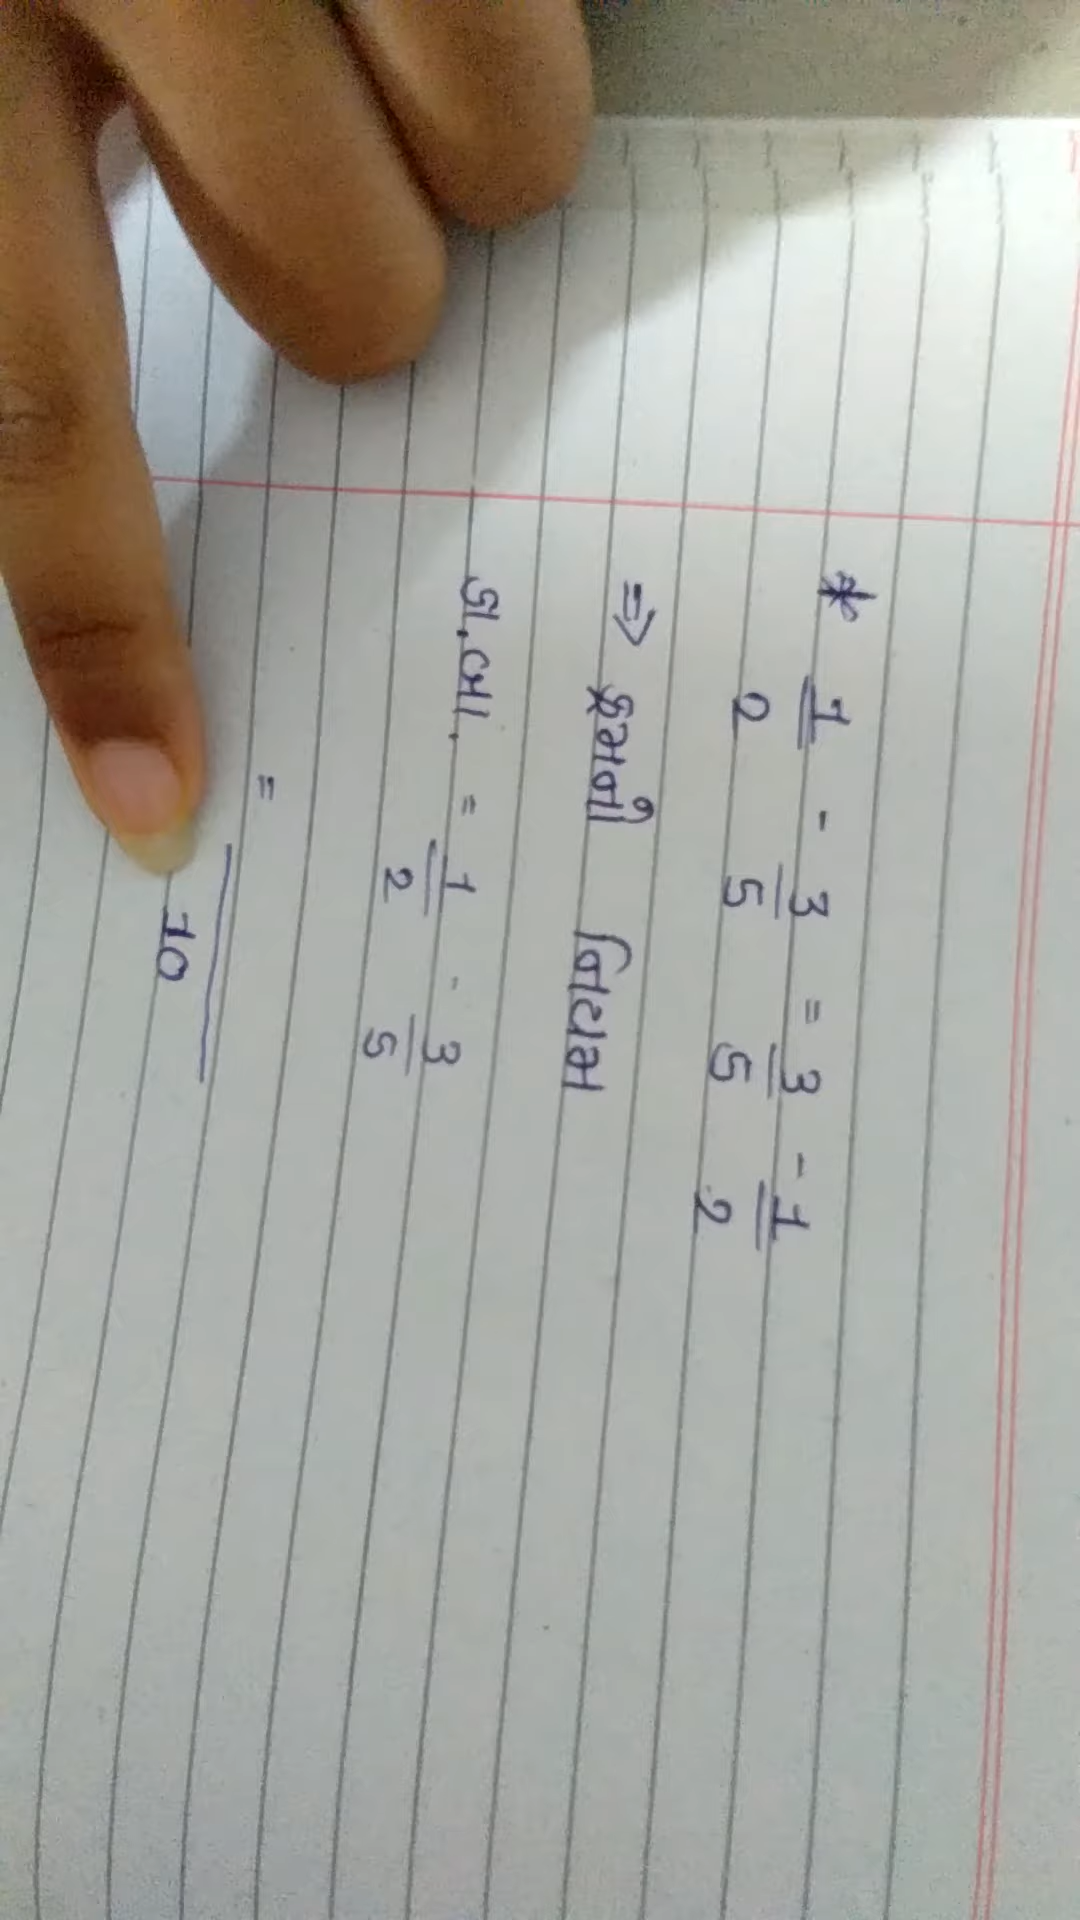 * 1/2 - 3/5 = 3/5 - 1/2
⇒ ક્રમનો નિયમ
ડા.બા. = 1/2 - 3/5
= /10